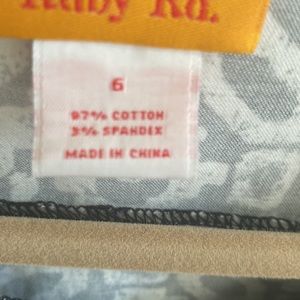 Ruby Rd.
6
97% COTTON
3% SPANDEX
MADE IN CHINA